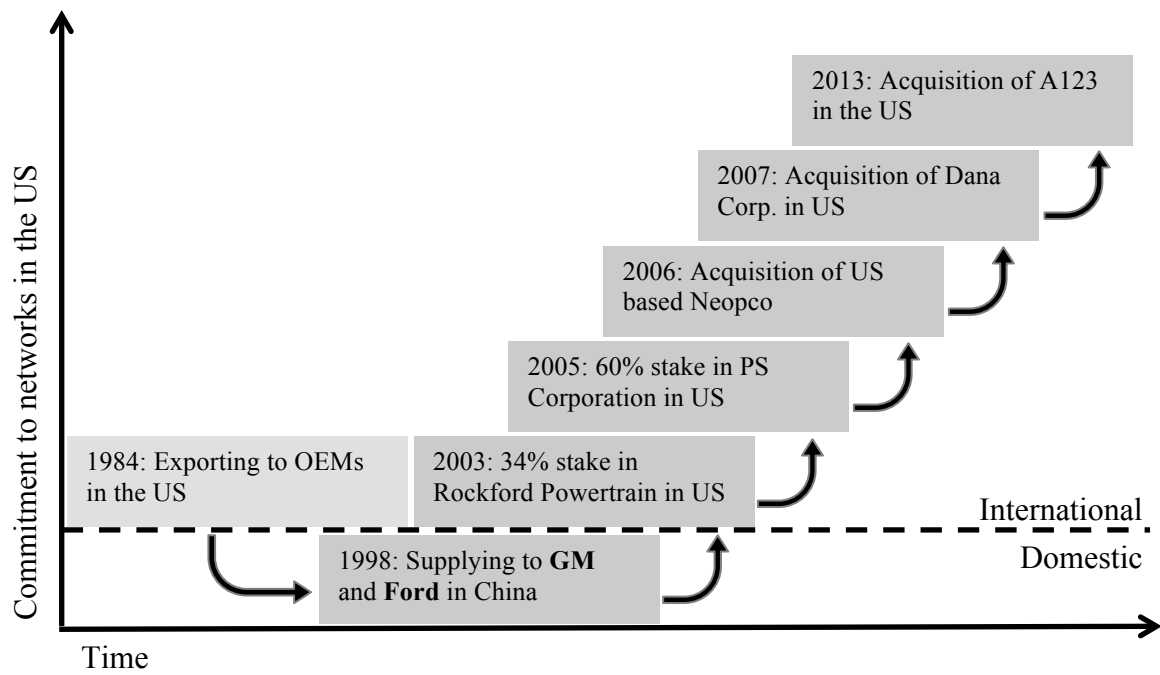 Commitment to networks in the US
2013: Acquisition of A123
in the US
2007: Acquisition of Dana
Corp. in US
2006: Acquisition of US
based Neopco
2005: 60% stake in PS
Corporation in US
1984: Exporting to OEMs
in the US
2003: 34% stake in
Rockford Powertrain in US
International
Domestic
1998: Supplying to GM
and Ford in China
Time